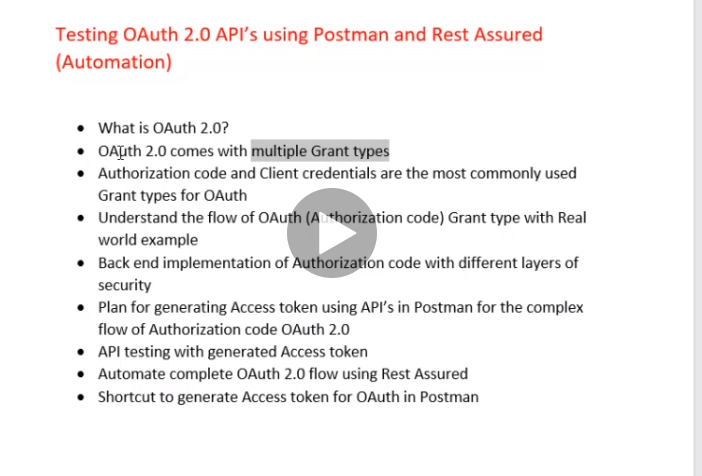 Testing OAuth 2.0 API's using Postman and Rest Assured
(Automation)
• What is OAuth 2.0?
• OAuth 2.0 comes with multiple Grant types
• Authorization code and Client credentials are the most commonly used
Grant types for OAuth
• Understand the flow of OAuth (Authorization code) Grant type with Real
world example
• Back end implementation of Authorization code with different layers of
security
• Plan for generating Access token using API's in Postman for the complex
flow of Authorization code OAuth 2.0
• API testing with generated Access token
• Automate complete OAuth 2.0 flow using Rest Assured
• Shortcut to generate Access token for OAuth in Postman